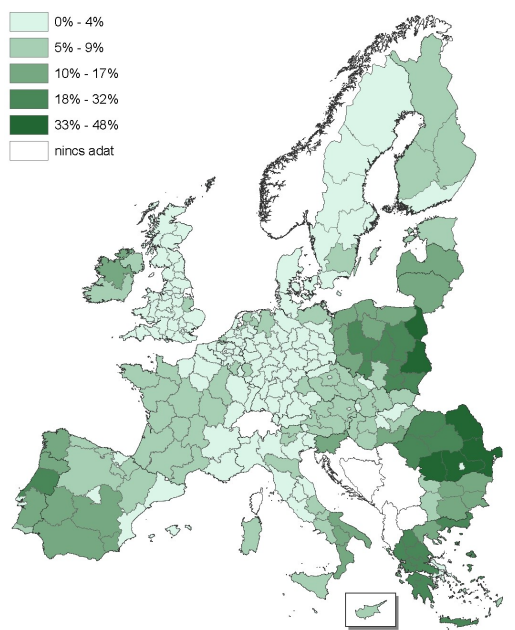 0% - 4%
5% - 9%
10% - 17%
18% - 32%
33% - 48%
nincs adat